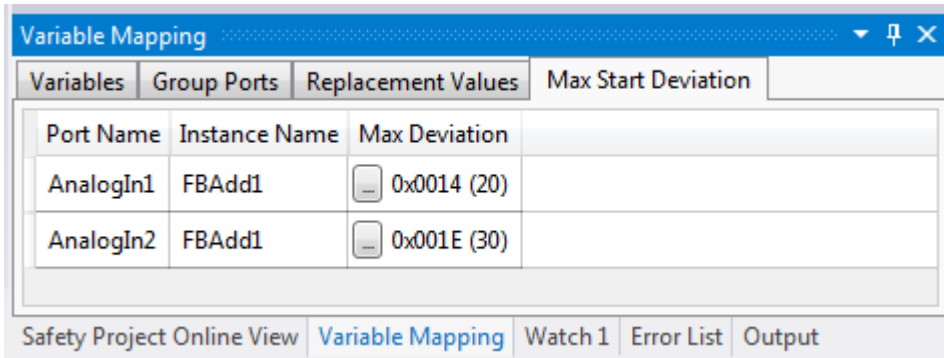 Variable Mapping
Variables Group Ports Replacement Values Max Start Deviation
Port Name Instance Name Max Deviation
AnalogIn1 FBAdd1 ... 0x0014 (20)
AnalogIn2 FBAdd1 ... 0x001E (30)
Safety Project Online View Variable Mapping Watch 1 Error List Output